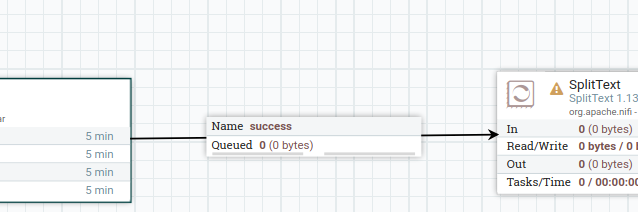 SplitText
SplitText 1.13
org.apache.nifi -
Name success
Queued 0 (0 bytes)
5 min
5 min
5 min
5 min
In 0 (0 bytes)
Read/Write 0 bytes / 0
Out 0 (0 bytes)
Tasks/Time 0 / 00:00:00